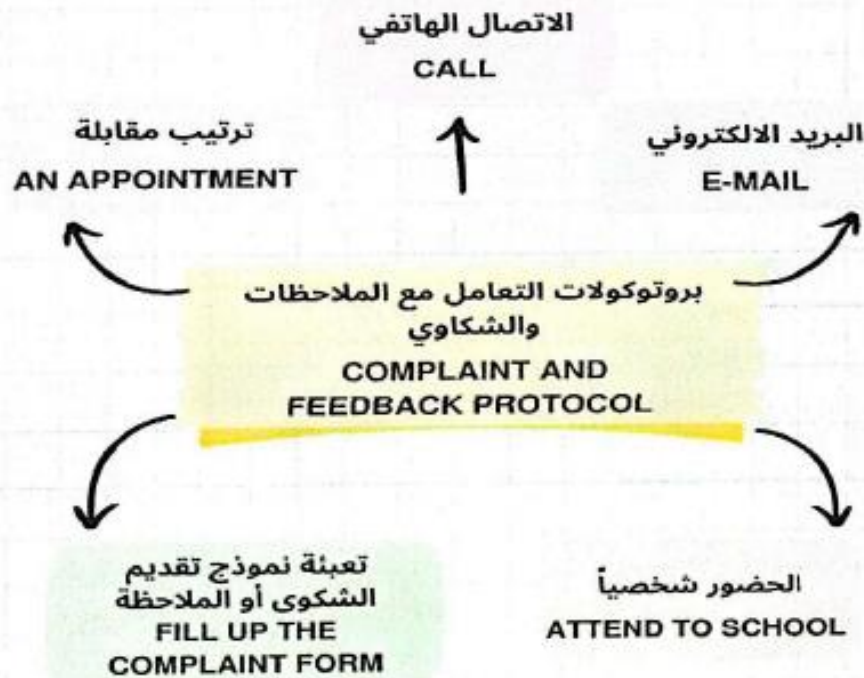 الاتصال الهاتفي
CALL
ترتيب مقابلة
AN APPOINTMENT
البريد الالكتروني
E-MAIL
بروتوكولات التعامل مع الملاحظات
والشكاوي
COMPLAINT AND
FEEDBACK PROTOCOL
تعبئة نموذج تقديم
الشكوى أو الملاحظة
FILL UP THE
COMPLAINT FORM
الحضور شخصياً
ATTEND TO SCHOOL